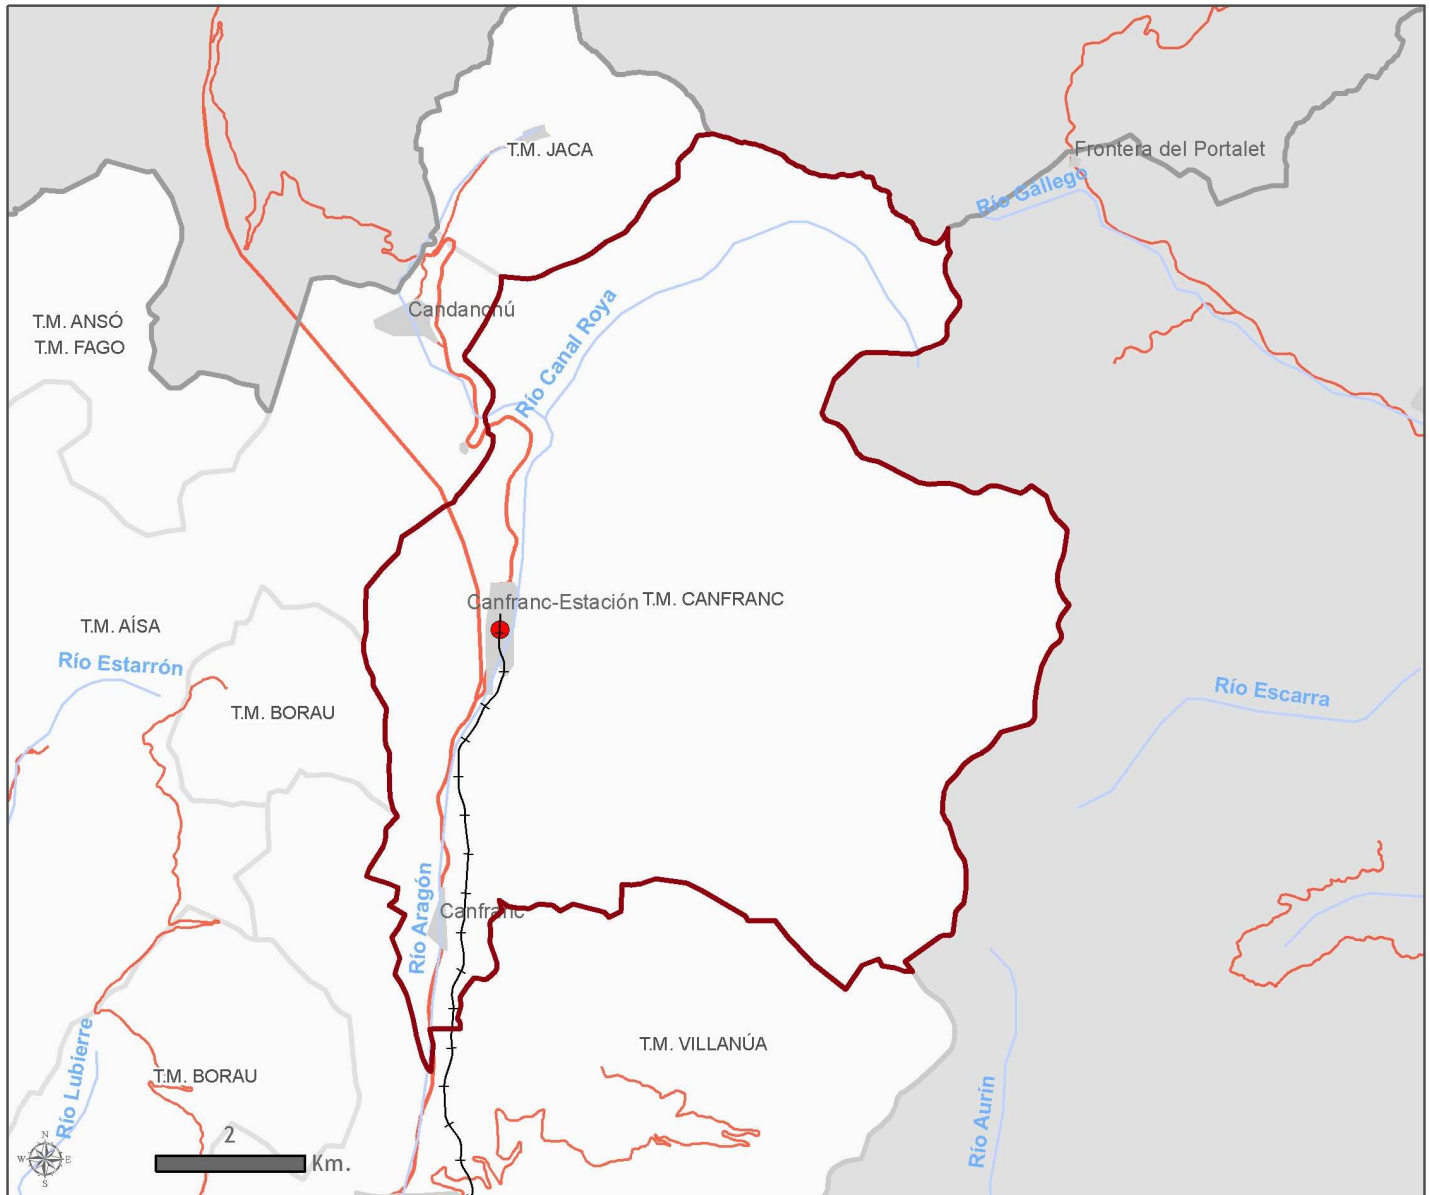 T.M. JACA
Frontera del Portalet
Río Gallego
Candanchú
T.M. ANSÓ
T.M. FAGO
Río Canal Roya
Canfranc-Estación
T.M. CANFRANC
T.M. AÍSA
Río Estarrón
Río Escarra
T.M. BORAU
Río Aragón
Canfranc
T.M. VILLANÚA
Río Lubierre
T.M. BORAU
Río Aurín
N
W E
S
2
Km.